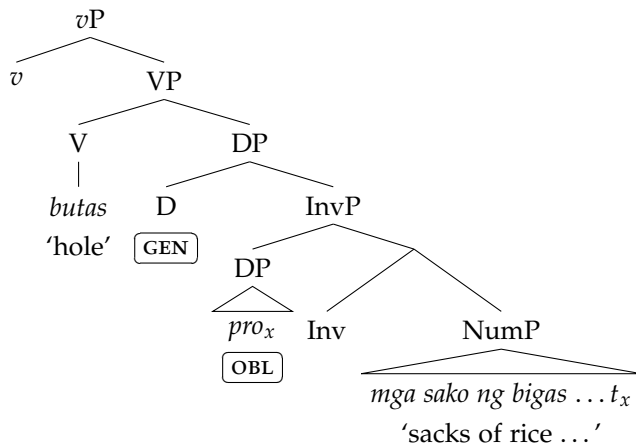 vP
v VP
V DP
butas D InvP
‘hole’ GEN DP
pro_x Inv NumP
OBL mga sako ng bigas . . . t_x
‘sacks of rice . . . ’